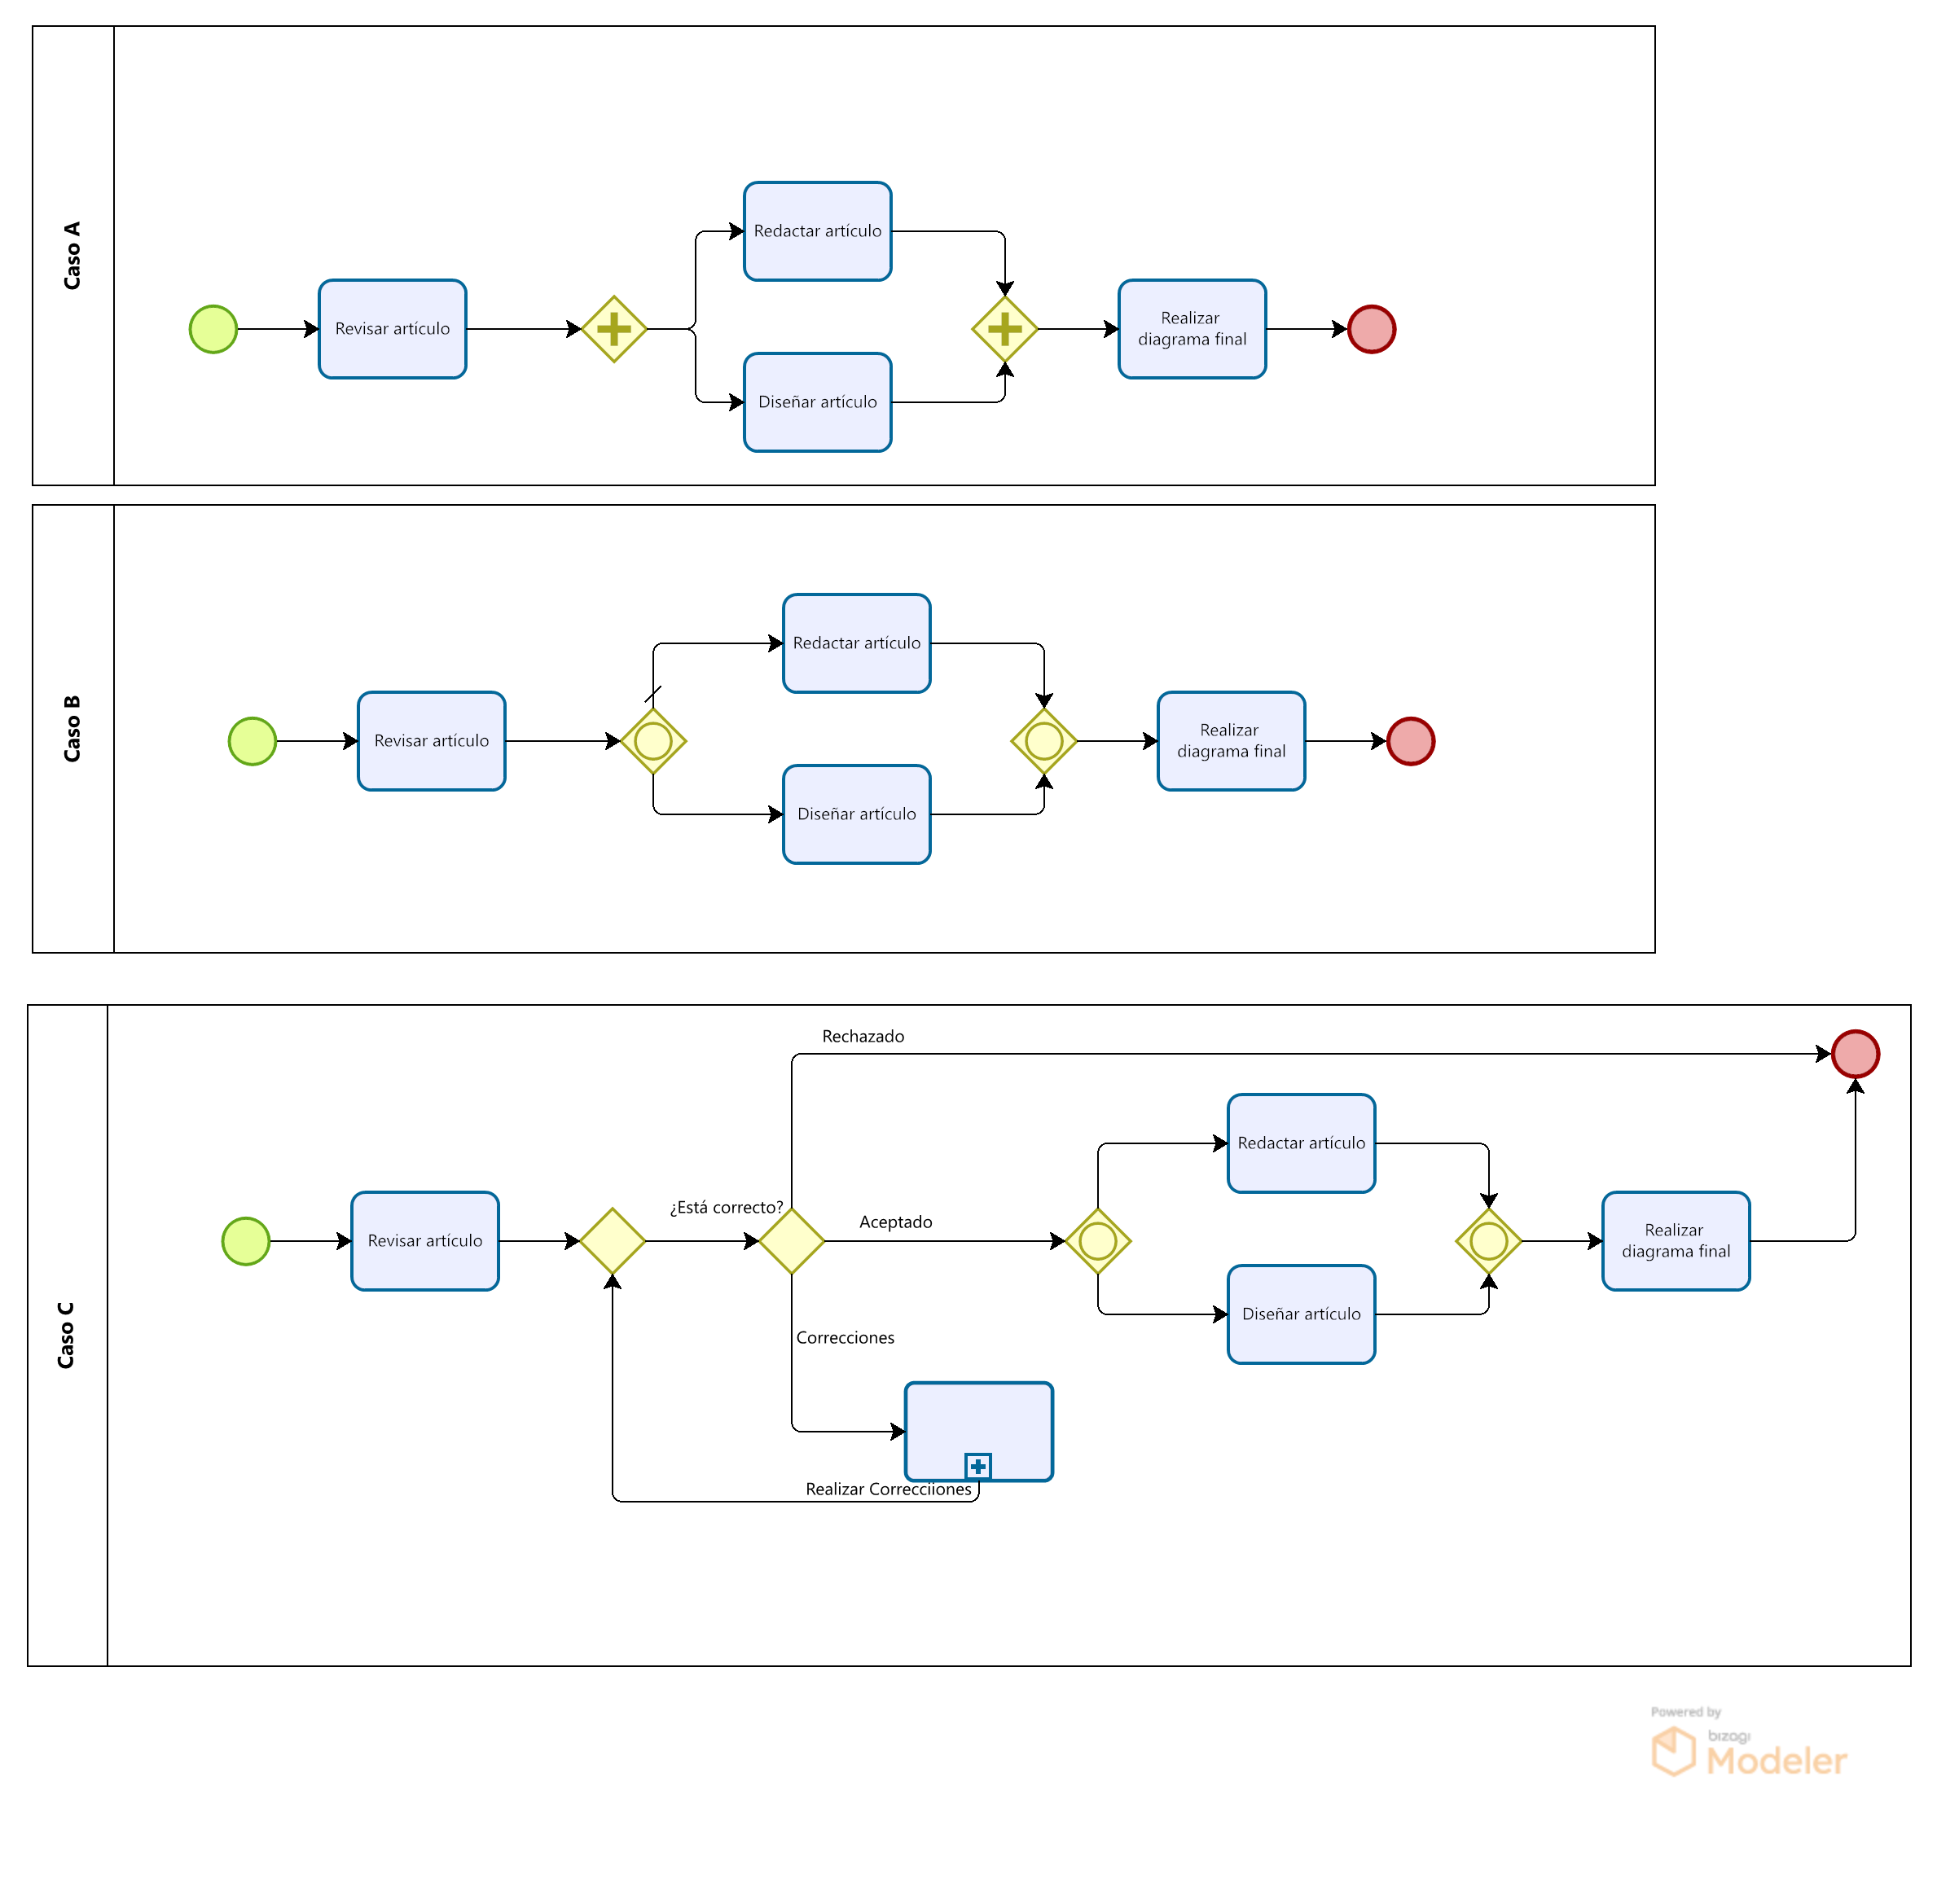 Caso A
Revisar artículo
Redactar artículo
Diseñar artículo
Realizar
diagrama final
Caso B
Revisar artículo
Redactar artículo
Diseñar artículo
Realizar
diagrama final
Caso C
Revisar artículo
¿Está correcto?
Rechazado
Aceptado
Correcciones
Realizar Correcciiones
Redactar artículo
Diseñar artículo
Realizar
diagrama final
Powered by
bizagi
Modeler